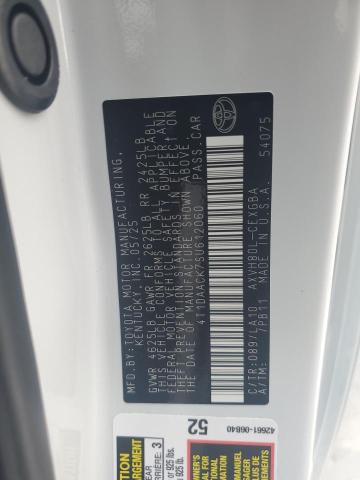 MFD. BY: TOYOTA MOTOR MANUFACTURING,
KENTUCKY, INC. 05/25
GVWR 4625LB GAWR FR 2625LB RR 2425LB
THIS VEHICLE CONFORMS TO ALL APPLICABLE
FEDERAL MOTOR VEHICLE SAFETY, BUMPER AND
THEFT PREVENTION STANDARDS IN EFFECT ON
THE DATE OF MANUFACTURE SHOWN ABOVE.
4T1DAACK7SU612060 PASS. CAR
C/TR: 089/LA10 AXVH80L-CEXGBA
A/TM: -/PB11 MADE IN U.S.A.
54075
52
42661-06840